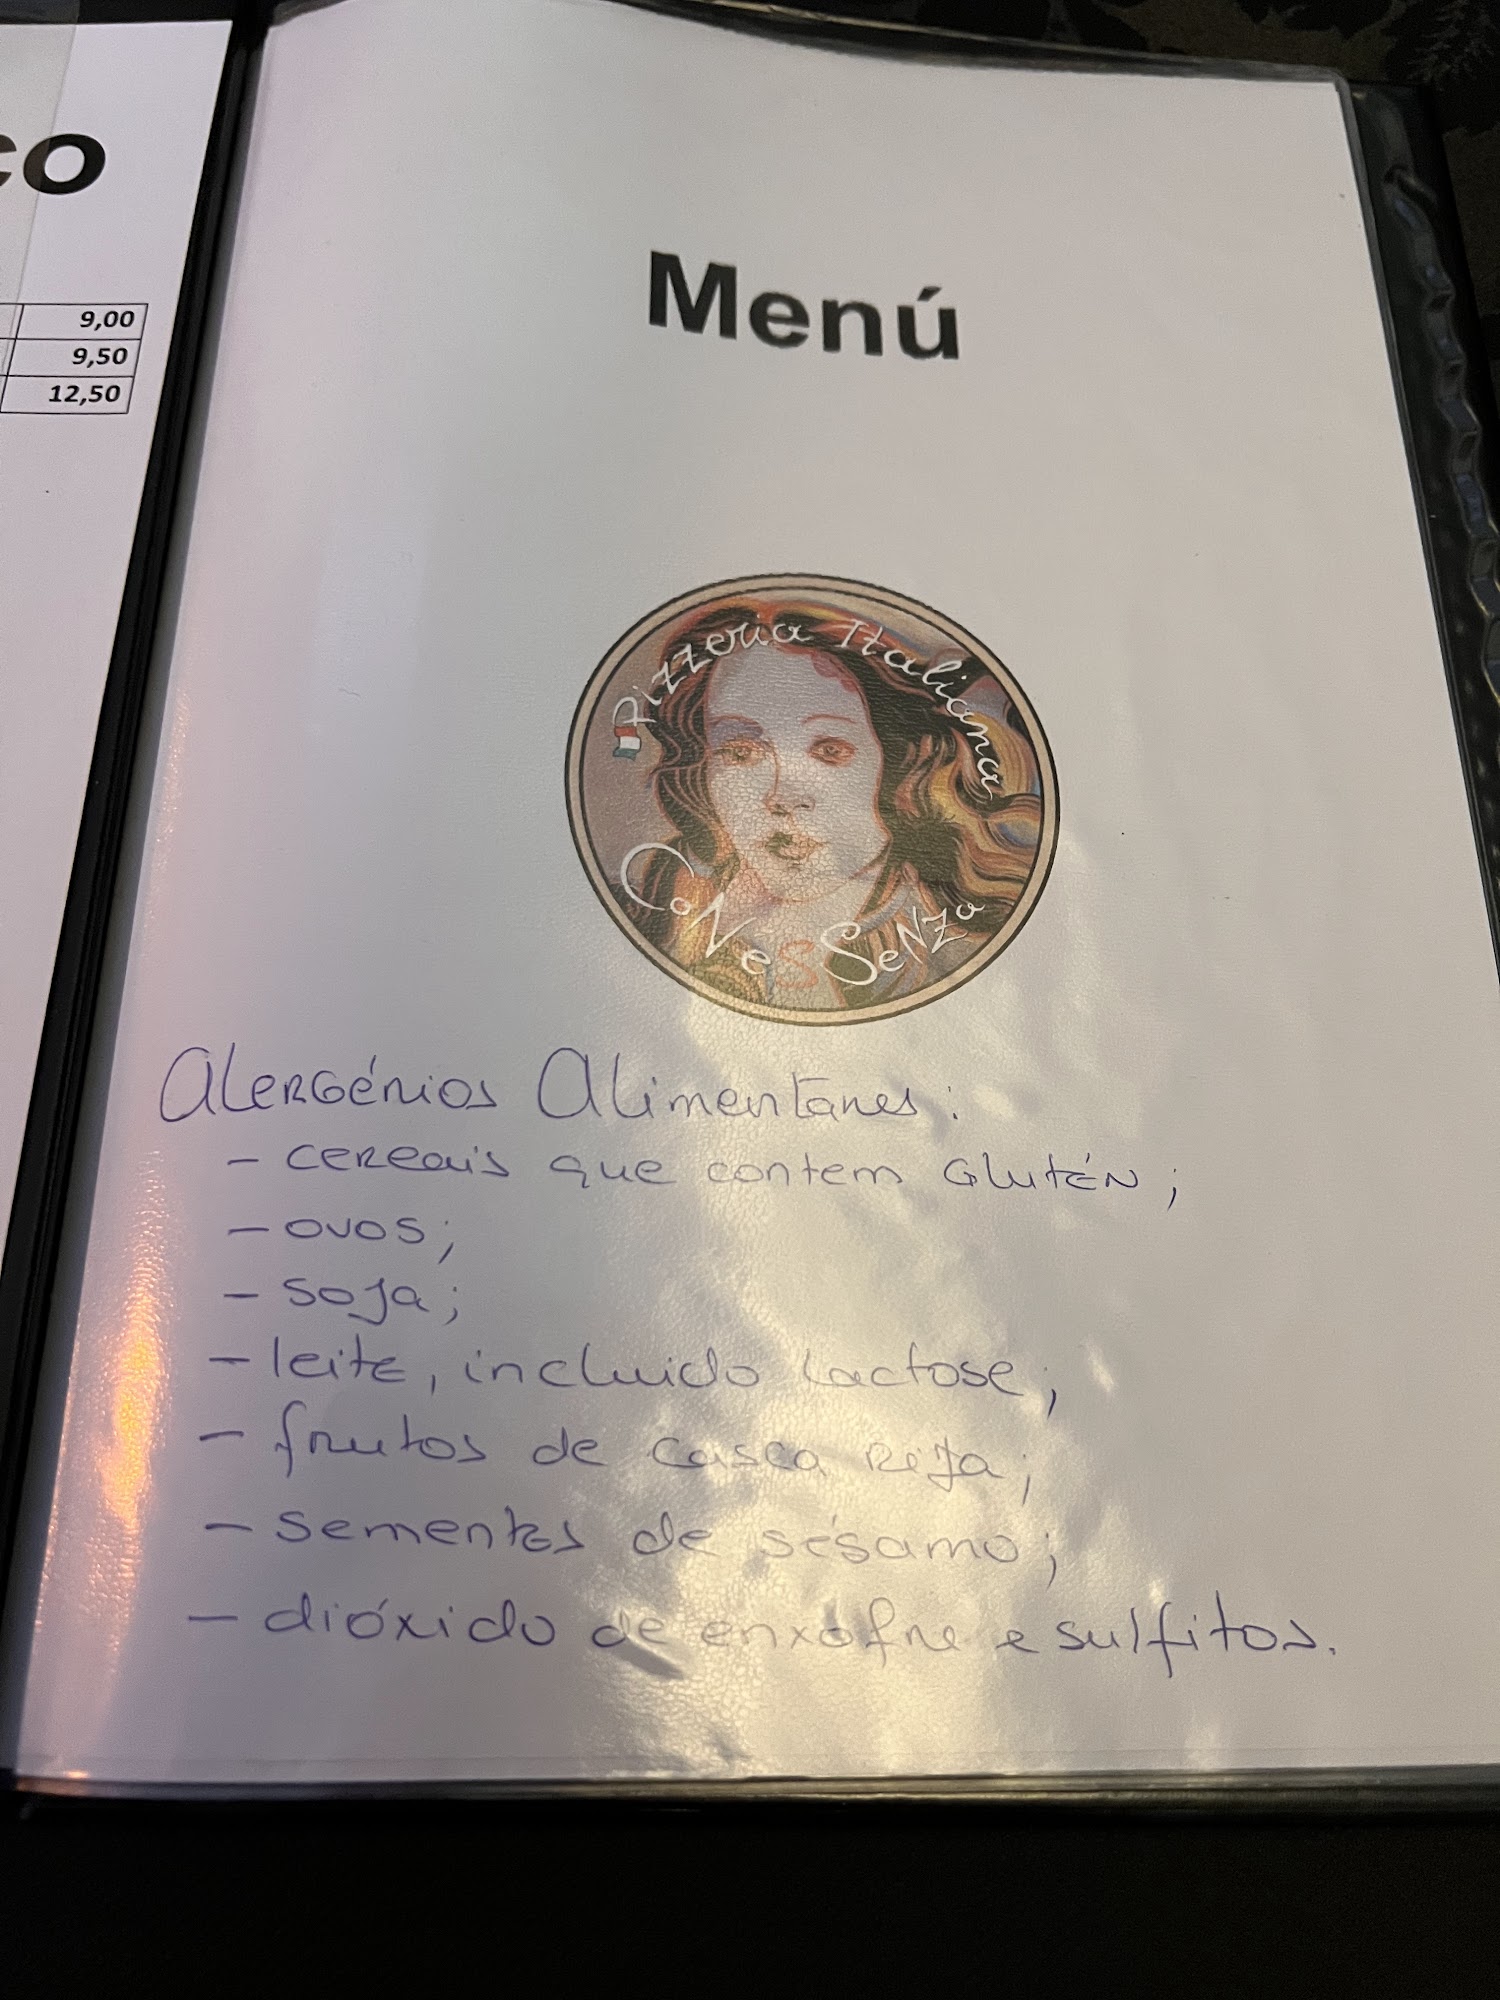 co
9,00
9,50
12,50
Menú
Pizzeria Italiana
CoNesSeNZa
Alergénios Alimentares:
- cereais que contem Glutén;
- ovos;
- soja;
- leite, incluido lactose;
- frutos de casca rija;
- sementes de sésamo;
- dióxido de enxôfre e sulfitos.